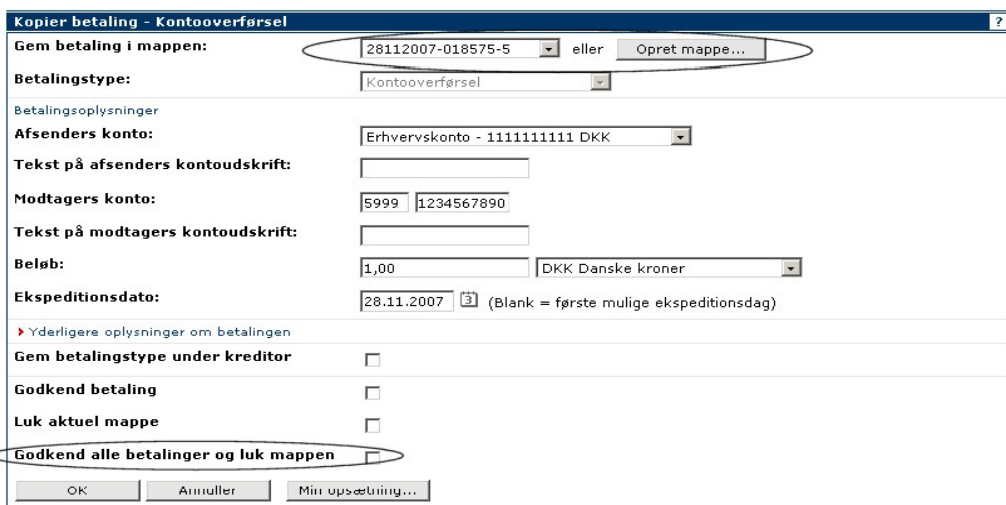 Kopier betaling - Kontooverførsel ?
Gem betaling i mappen: 28112007-018575-5 eller Opret mappe...
Betalingstype: Kontooverførsel
Betalingsoplysninger
Afsenders konto: Erhvervskonto - 1111111111 DKK
Tekst på afsenders kontoudskrift:
Modtagers konto: 5999 1234567890
Tekst på modtagers kontoudskrift:
Beløb: 1,00 DKK Danske kroner
Ekspeditionsdato: 28.11.2007 3 (Blank = første mulige ekspeditionsdag)
Yderligere oplysninger om betalingen
Gem betalingstype under kreditor
Godkend betaling
Luk aktuel mappe
Godkend alle betalinger og luk mappen
OK Annuller Min opsætning...